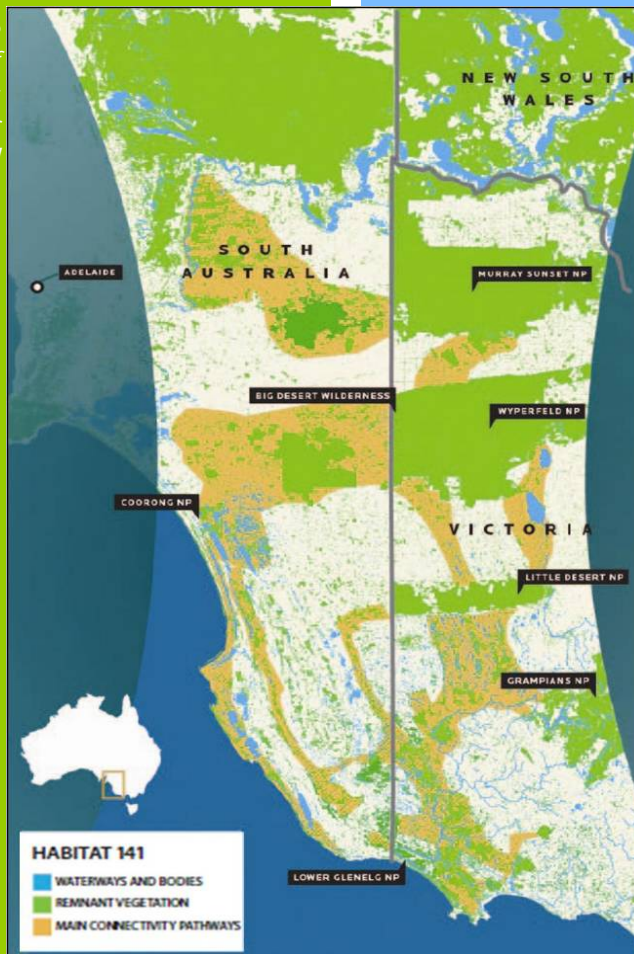 NEW SOUTH
WALES
SOUTH
AUSTRALIA
ADELAIDE
MURRAY SUNSET NP
BIG DESERT WILDERNESS
WYPERFELD NP
COORONG NP
VICTORIA
LITTLE DESERT NP
GRAMPIANS NP
LOWER GLENELG NP
HABITAT 141
WATERWAYS AND BODIES
REMNANT VEGETATION
MAIN CONNECTIVITY PATHWAYS